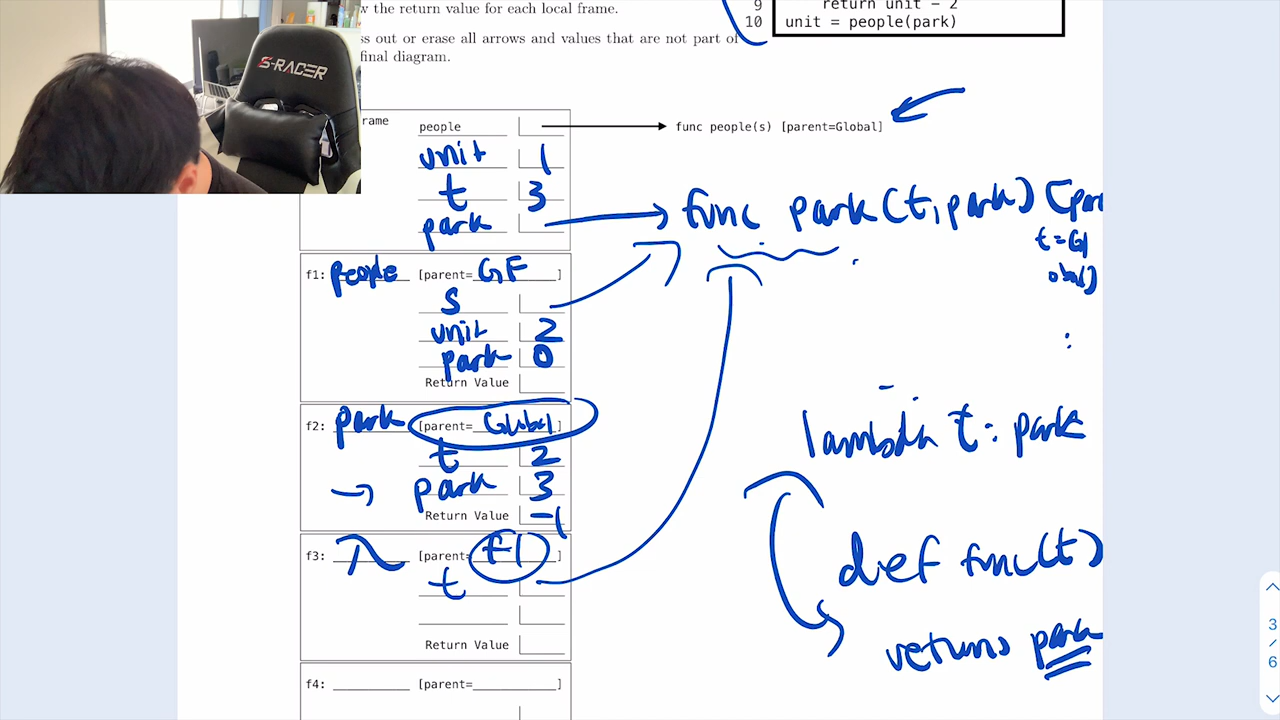 w the return value for each local frame.
ss out or erase all arrows and values that are not part of
final diagram.
9 return unit - 2
10 unit = people(park)
S-RACER
rame
people
func people(s) [parent=Global]
unit 1
t 3
park
func park(t, park) [par
t=Gl
obal]
f1: people [parent= GF ]
s
unit 2
park 0
Return Value
f2: park [parent= Global ]
t 2
→ park 3
Return Value -1
f3: λ [parent= f1 ]
t
Return Value
f4: [parent= ]
lambda t: park
def func(t)
returns park
3
/
6